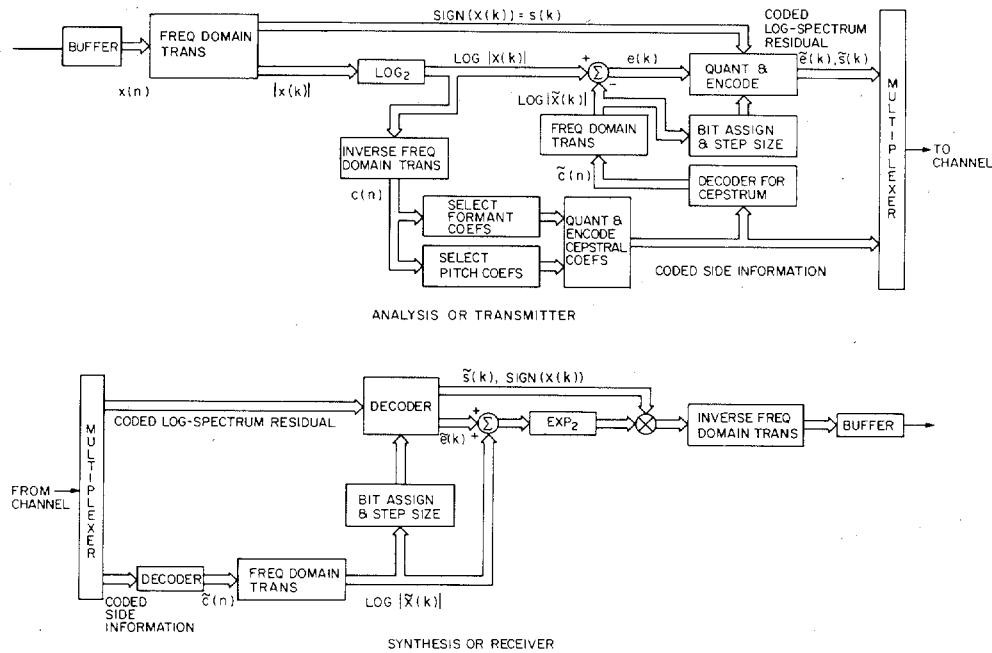 SIGN(X(k)) = s(k)
CODED
LOG-SPECTRUM
RESIDUAL
BUFFER
FREQ DOMAIN
TRANS
x(n)
|x(k)|
LOG₂
LOG |x(k)|
+
Σ
−
e(k)
QUANT &
ENCODE
ẽ(k), s̃(k)
MULTIPLEXER
TO
CHANNEL
LOG|X̃(k)|
INVERSE FREQ
DOMAIN TRANS
FREQ DOMAIN
TRANS
BIT ASSIGN
& STEP SIZE
c(n)
c̃(n)
DECODER FOR
CEPSTRUM
SELECT
FORMANT
COEFS
SELECT
PITCH COEFS
QUANT &
ENCODE
CEPSTRAL
COEFS
CODED SIDE INFORMATION
ANALYSIS OR TRANSMITTER
FROM
CHANNEL
MULTIPLEXER
CODED LOG-SPECTRUM RESIDUAL
DECODER
s̃(k), SIGN(X(k))
ẽ(k)
+
+
Σ
EXP₂
INVERSE FREQ
DOMAIN TRANS
BUFFER
BIT ASSIGN
& STEP SIZE
CODED
SIDE
INFORMATION
DECODER
c̃(n)
FREQ DOMAIN
TRANS
LOG |X̃(k)|
SYNTHESIS OR RECEIVER